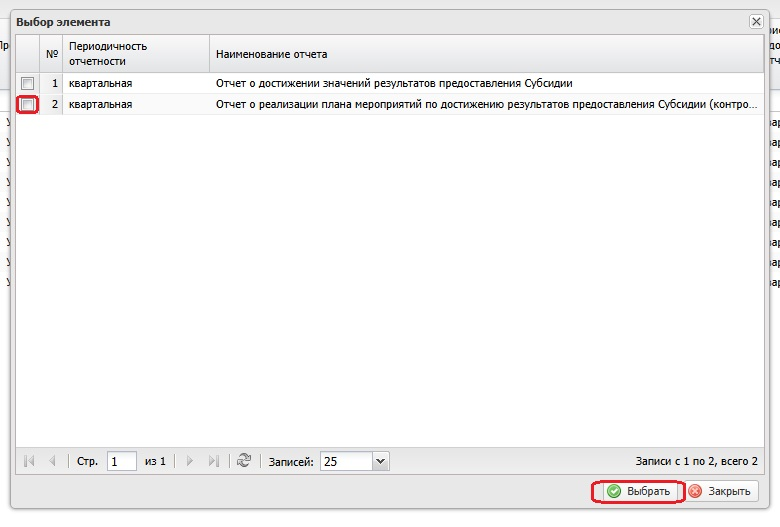 Выбор элемента
№
Периодичность
отчетности
Наименование отчета
1 квартальная Отчет о достижении значений результатов предоставления Субсидии
2 квартальная Отчет о реализации плана мероприятий по достижению результатов предоставления Субсидии (контро...
Стр. 1 из 1 Записей: 25 Записи с 1 по 2, всего 2
Выбрать Закрыть